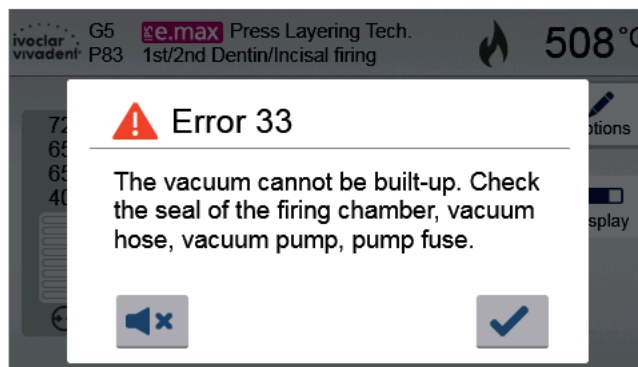 ivoclar
vivadent
G5
P83
IPS e.max Press Layering Tech.
1st/2nd Dentin/Incisal firing
508°C
Error 33
The vacuum cannot be built-up. Check
the seal of the firing chamber, vacuum
hose, vacuum pump, pump fuse.